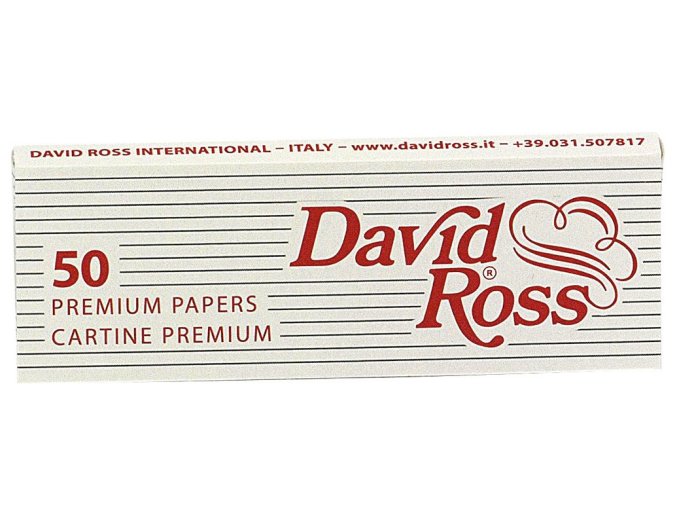 DAVID ROSS INTERNATIONAL – ITALY – www.davidross.it – +39.031.507817
50
PREMIUM PAPERS
CARTINE PREMIUM
David
Ross®